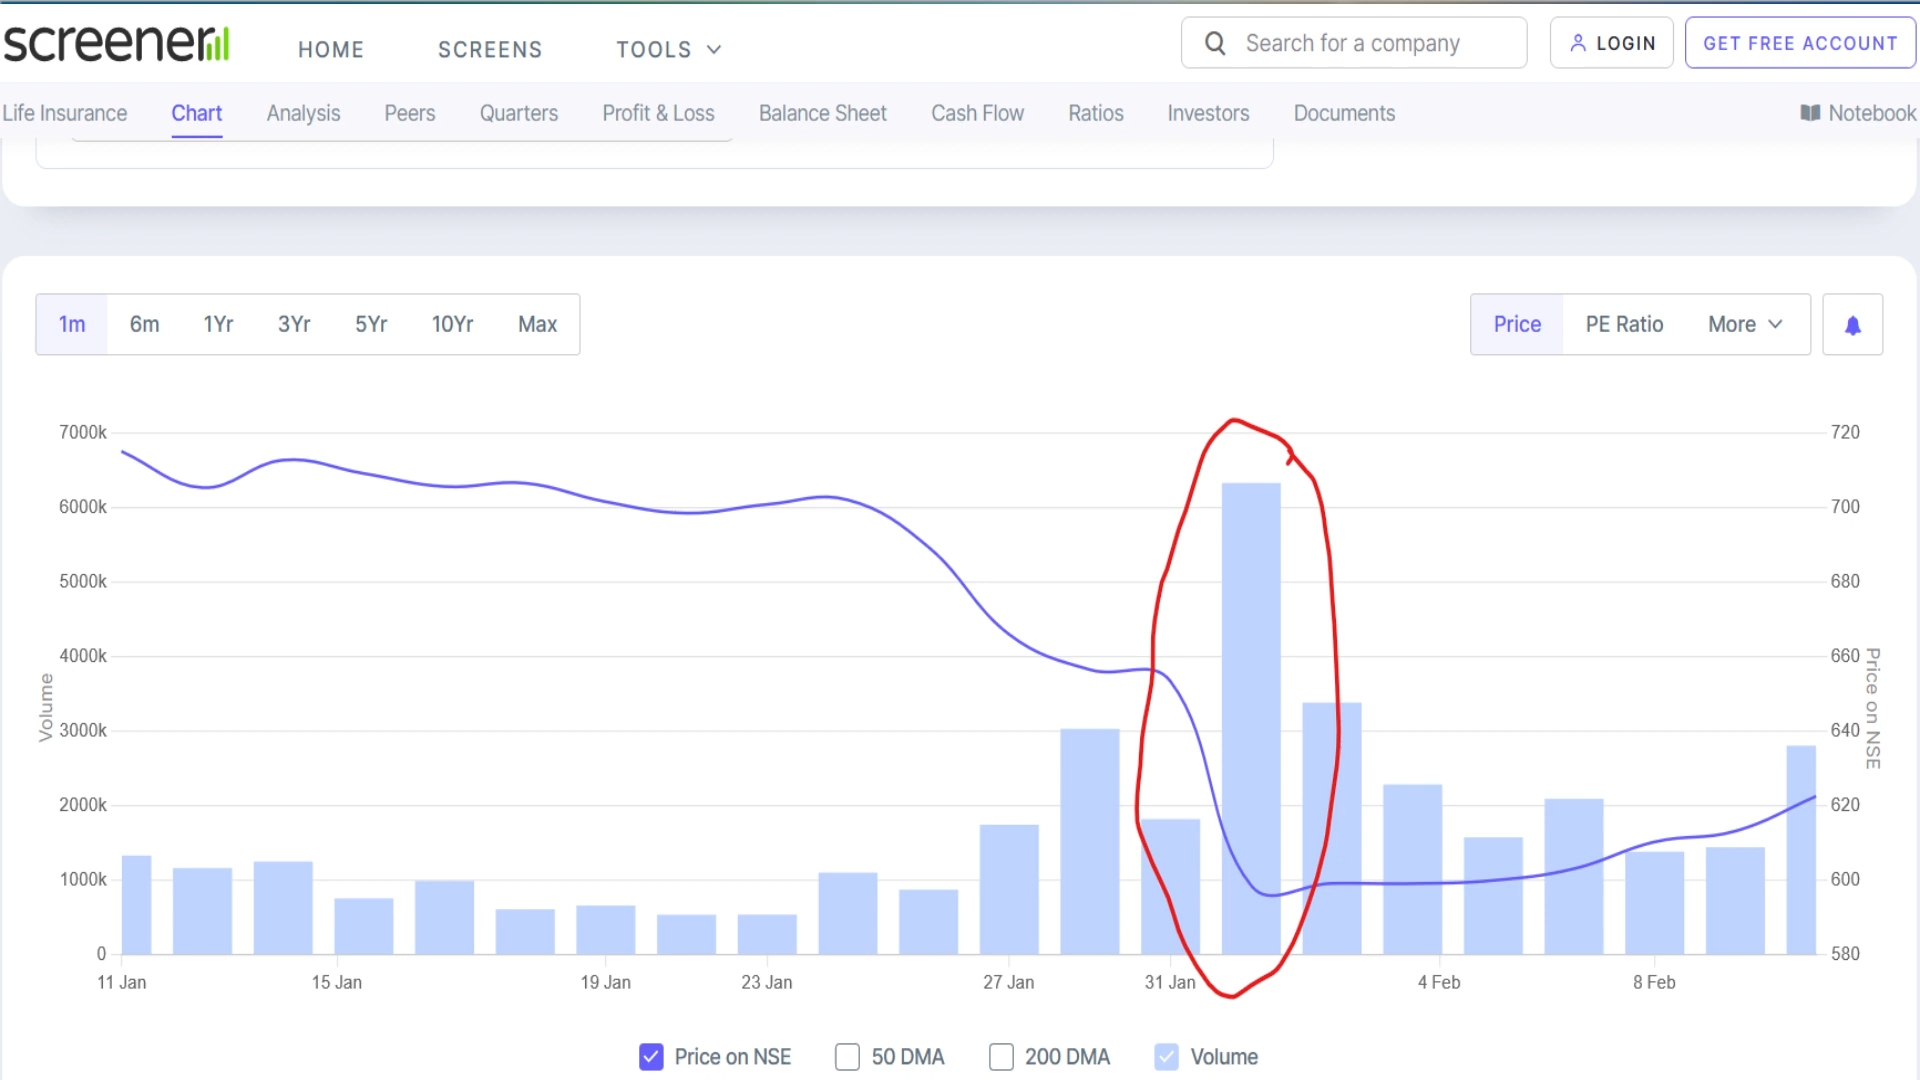 screener
HOME SCREENS TOOLS
Search for a company
LOGIN
GET FREE ACCOUNT
Life Insurance Chart Analysis Peers Quarters Profit & Loss Balance Sheet Cash Flow Ratios Investors Documents Notebook
1m 6m 1Yr 3Yr 5Yr 10Yr Max
Price PE Ratio More
7000k 720
6000k 700
5000k 680
4000k 660
3000k 640
2000k 620
1000k 600
0 580
Volume
Price on NSE
11 Jan 15 Jan 19 Jan 23 Jan 27 Jan 31 Jan 4 Feb 8 Feb
Price on NSE 50 DMA 200 DMA Volume